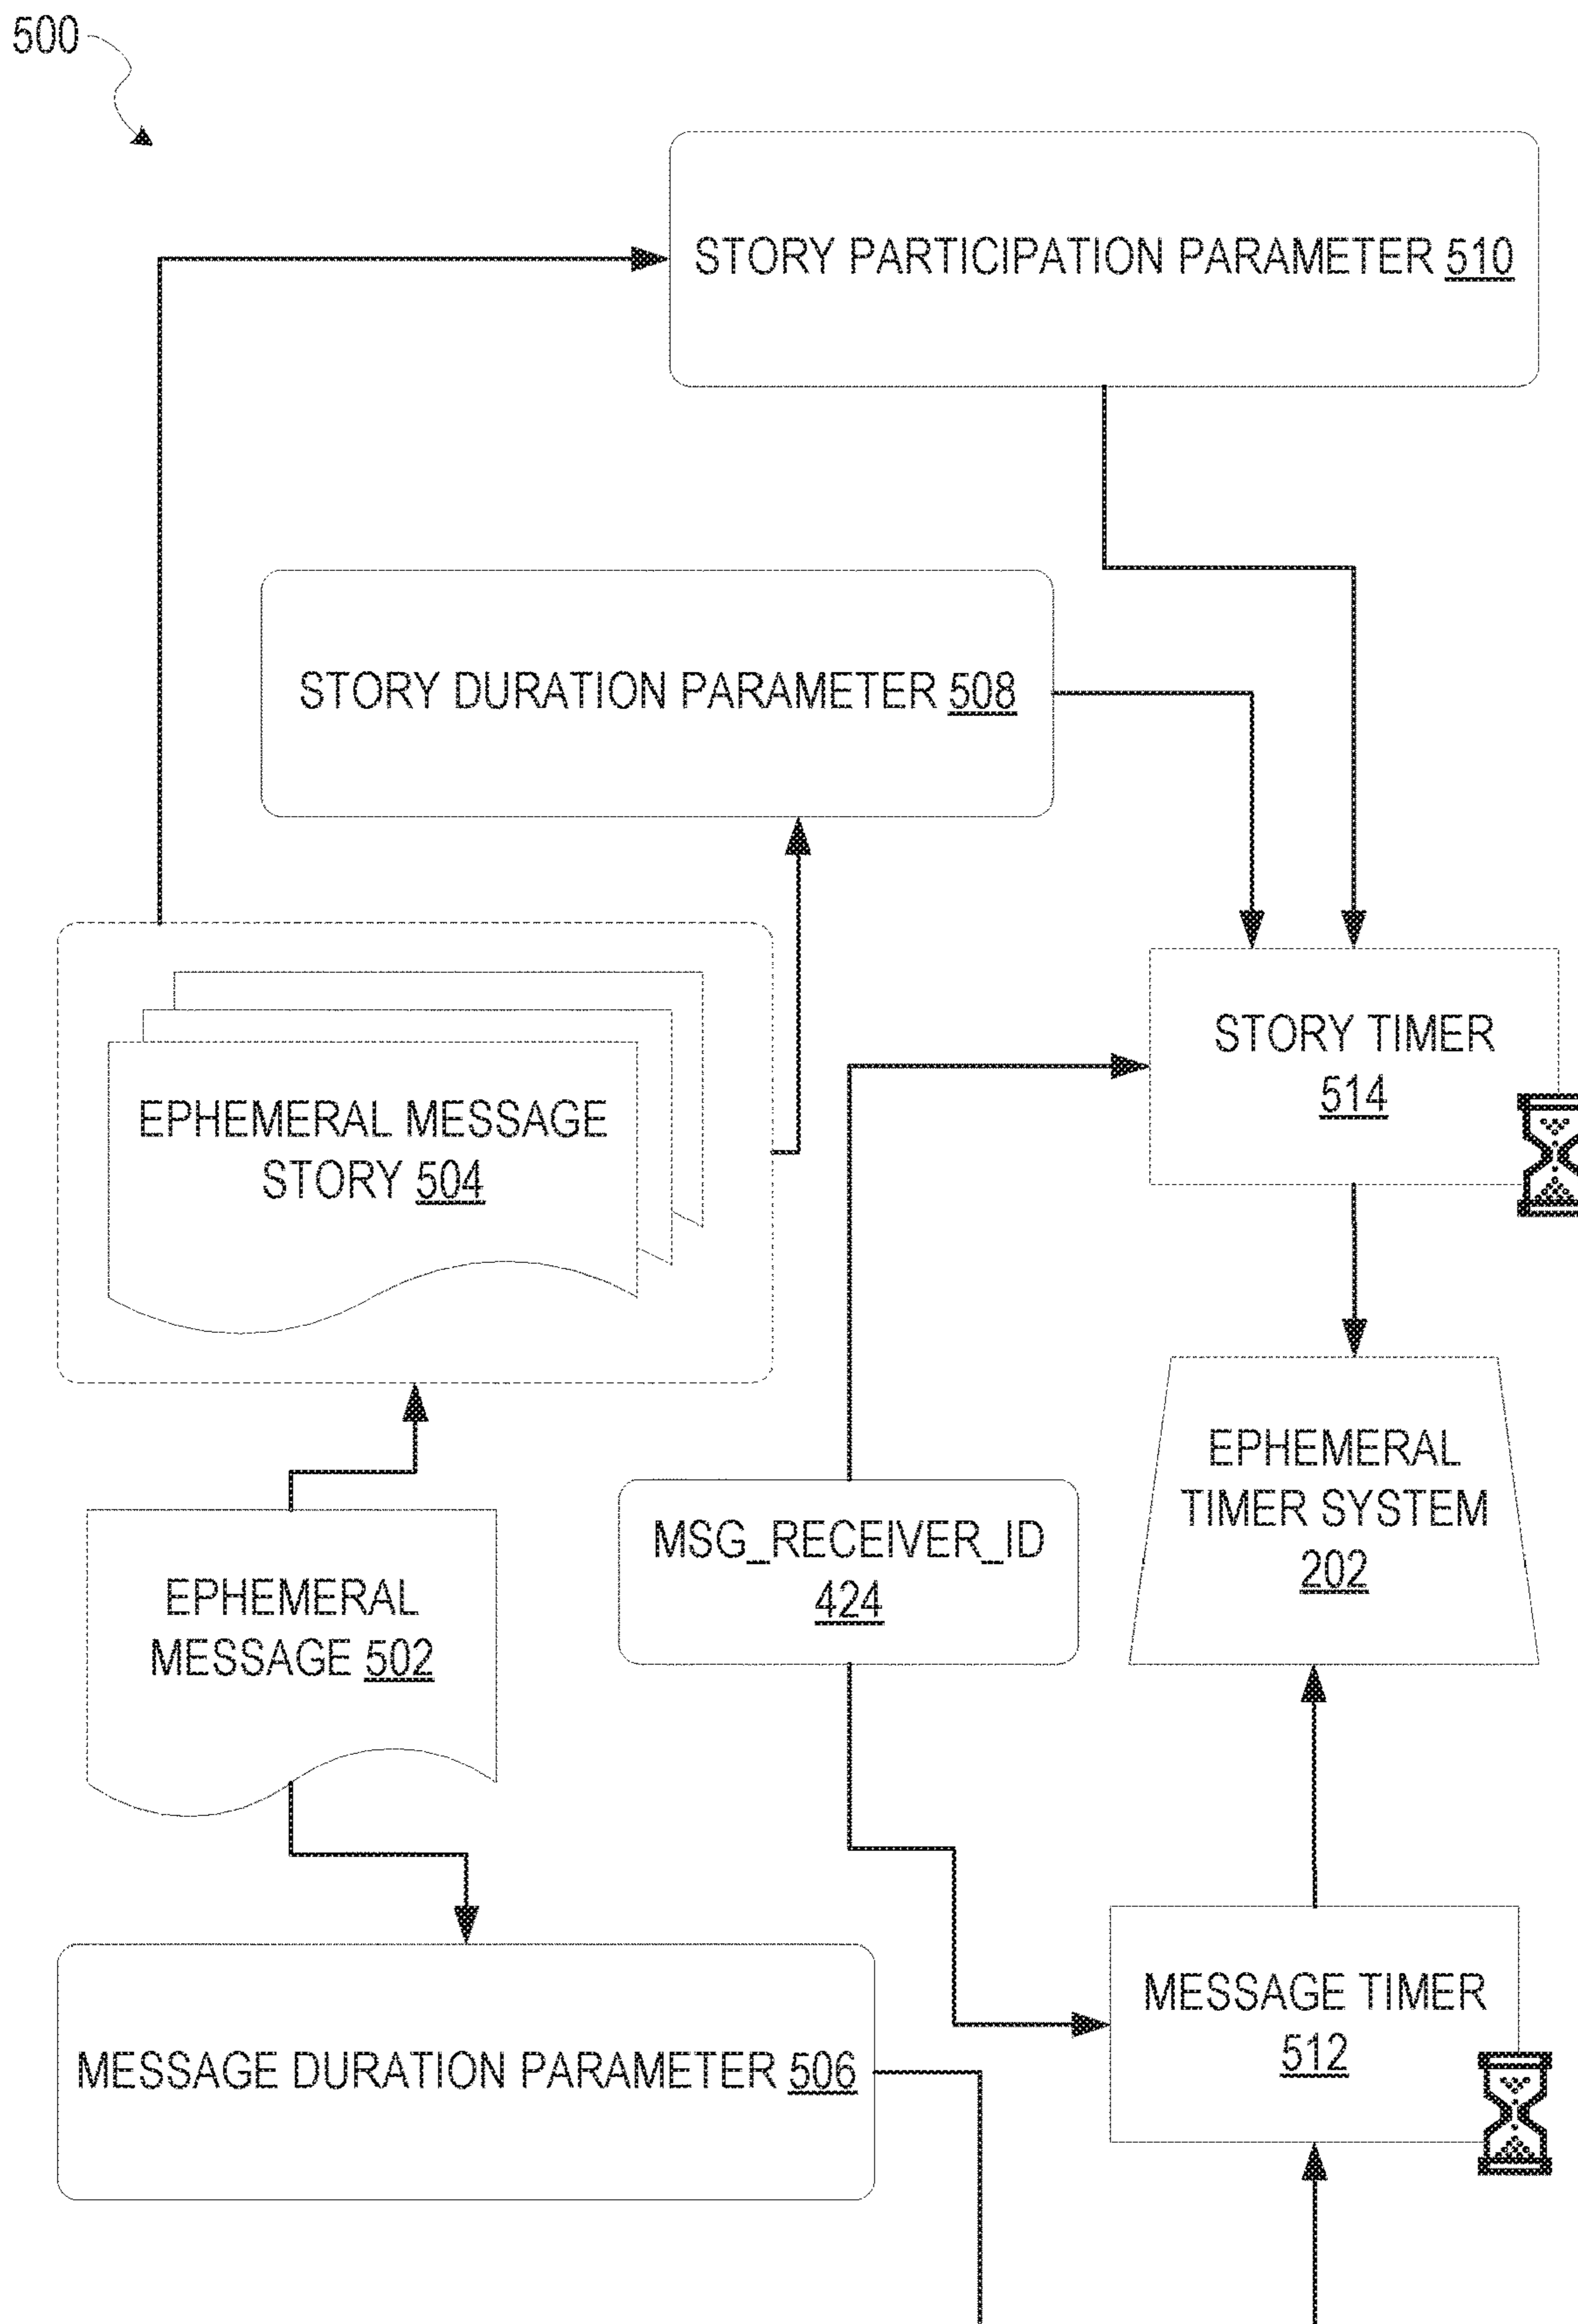 500
STORY PARTICIPATION PARAMETER 510
STORY DURATION PARAMETER 508
STORY TIMER
514
EPHEMERAL MESSAGE
STORY 504
EPHEMERAL
TIMER SYSTEM
202
MSG_RECEIVER_ID
424
EPHEMERAL
MESSAGE 502
MESSAGE TIMER
512
MESSAGE DURATION PARAMETER 506